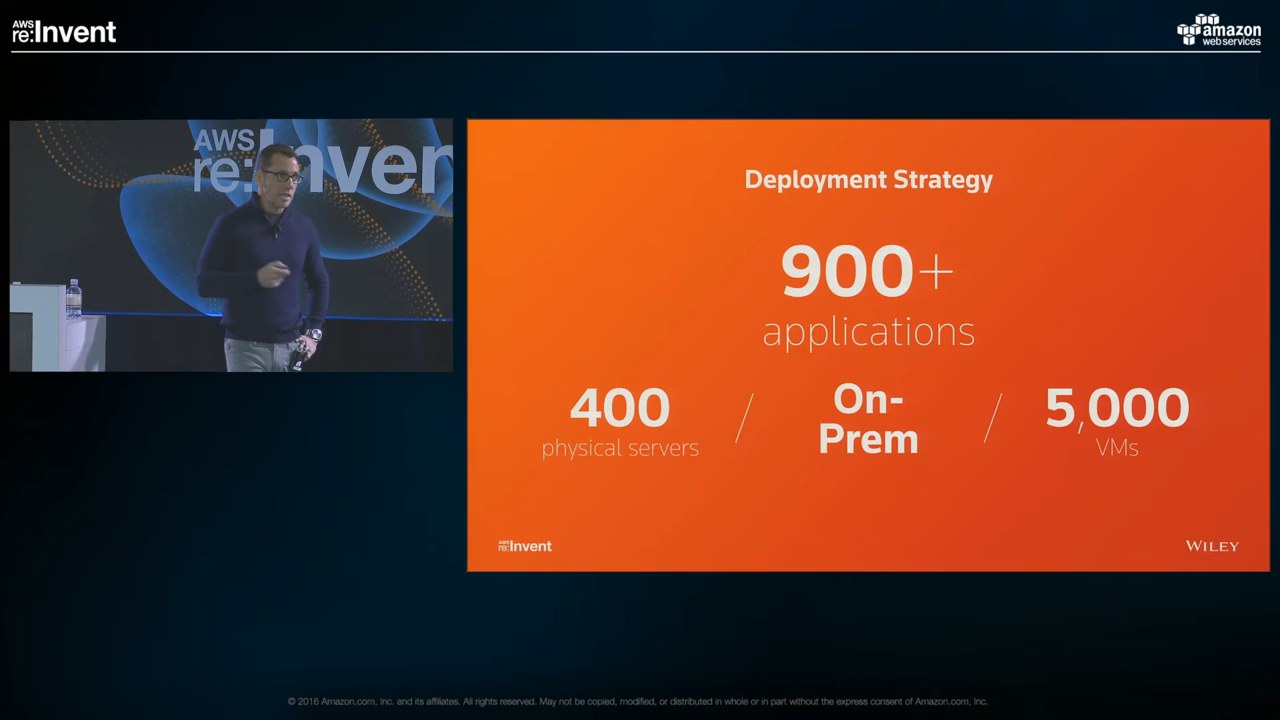 AWS
re:Invent
amazon
web services
AWS
re:Inven
Deployment Strategy
900+
applications
400
physical servers
/
On-
Prem
/
5,000
VMs
AWS
re:Invent
WILEY
© 2016 Amazon.com, Inc. and its affiliates. All rights reserved. May not be copied, modified, or distributed in whole or in part without the express consent of Amazon.com, Inc.